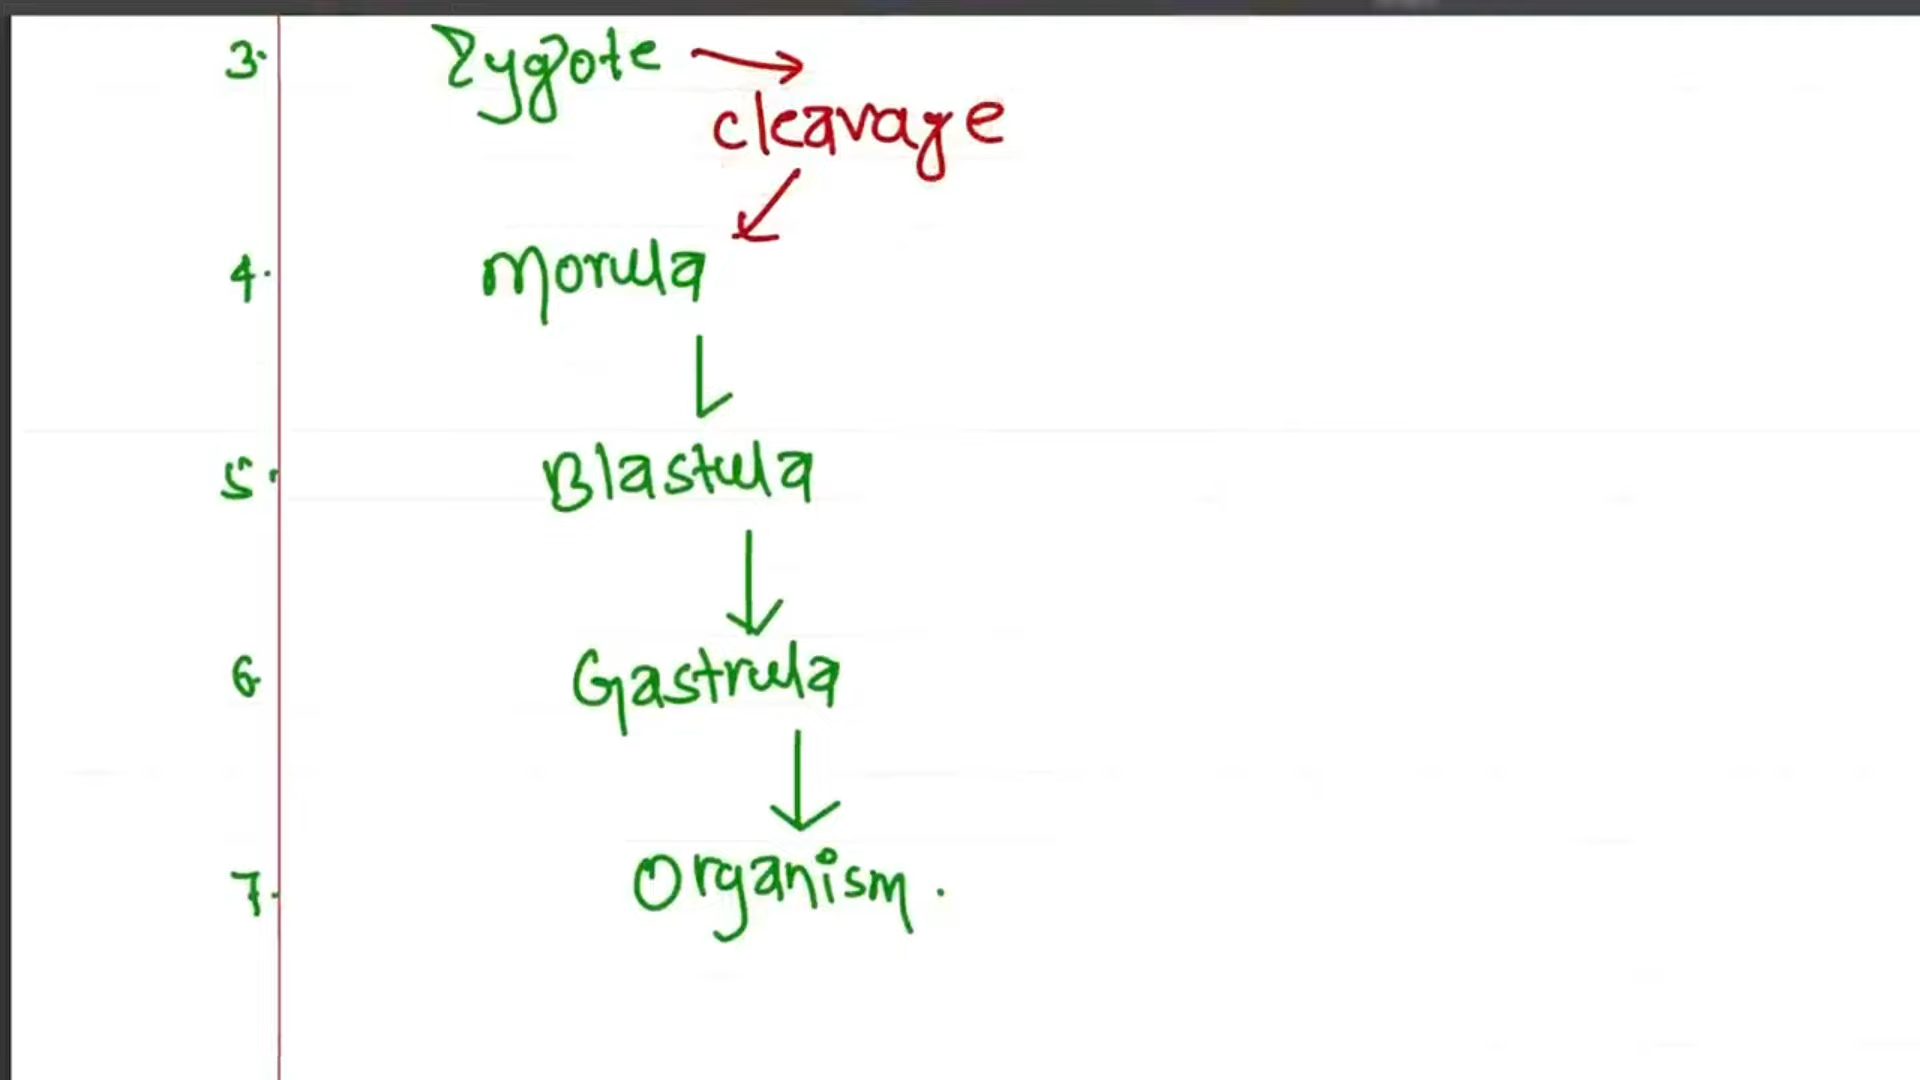 3. Zygote →
cleavage
4. Morula
5. Blastula
6. Gastrula
7. Organism.